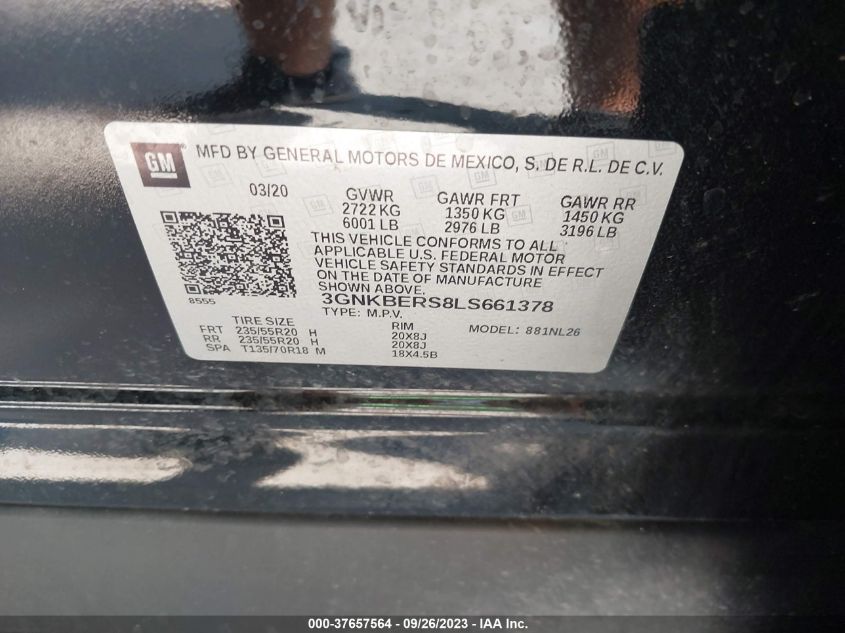 GM MFD BY GENERAL MOTORS DE MEXICO, S. DE R.L. DE C.V.
03/20 GVWR GAWR FRT GAWR RR
2722 KG 1350 KG 1450 KG
6001 LB 2976 LB 3196 LB
THIS VEHICLE CONFORMS TO ALL
APPLICABLE U.S. FEDERAL MOTOR
VEHICLE SAFETY STANDARDS IN EFFECT
ON THE DATE OF MANUFACTURE
SHOWN ABOVE.
8555 3GNKBERS8LS661378
TYPE: M.P.V. MODEL: 881NL26
TIRE SIZE RIM
FRT 235/55R20 H 20X8J
RR 235/55R20 H 20X8J
SPA T135/70R18 M 18X4.5B
000-37657564 / 09/26/2023 - IAA Inc.